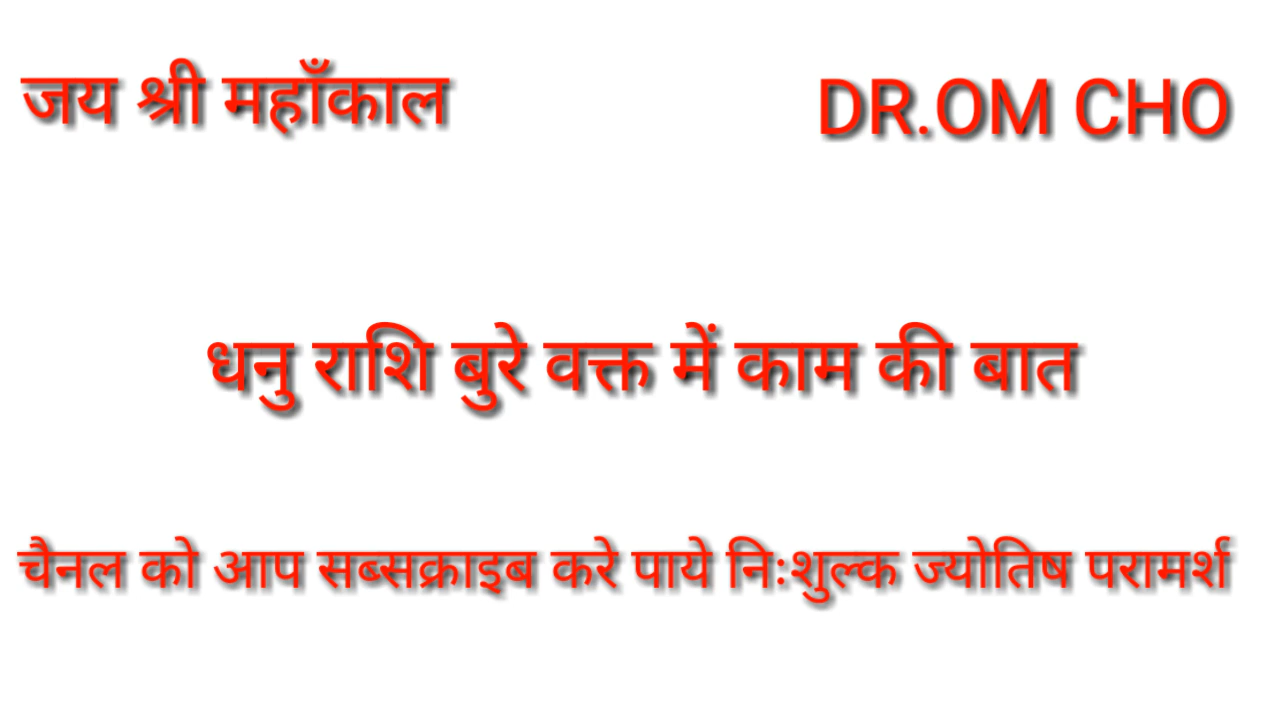 जय श्री महाँकाल DR.OM CHO
धनु राशि बुरे वक्त में काम की बात
चैनल को आप सब्सक्राइब करे पाये निःशुल्क ज्योतिष परामर्श